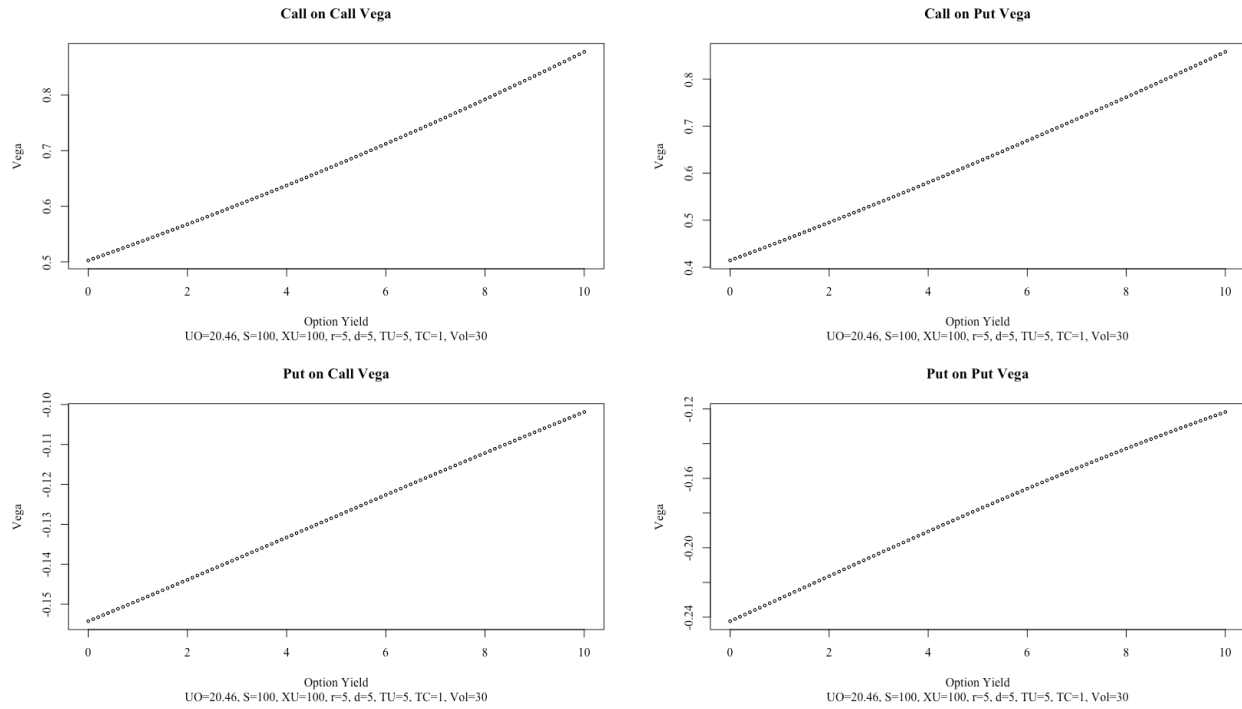 Call on Call Vega
Vega
0.8
0.7
0.6
0.5
0 2 4 6 8 10
Option Yield
UO=20.46, S=100, XU=100, r=5, d=5, TU=5, TC=1, Vol=30
Call on Put Vega
Vega
0.8
0.7
0.6
0.5
0.4
0 2 4 6 8 10
Option Yield
UO=20.46, S=100, XU=100, r=5, d=5, TU=5, TC=1, Vol=30
Put on Call Vega
Vega
-0.10
-0.11
-0.12
-0.13
-0.14
-0.15
0 2 4 6 8 10
Option Yield
UO=20.46, S=100, XU=100, r=5, d=5, TU=5, TC=1, Vol=30
Put on Put Vega
Vega
-0.12
-0.16
-0.20
-0.24
0 2 4 6 8 10
Option Yield
UO=20.46, S=100, XU=100, r=5, d=5, TU=5, TC=1, Vol=30